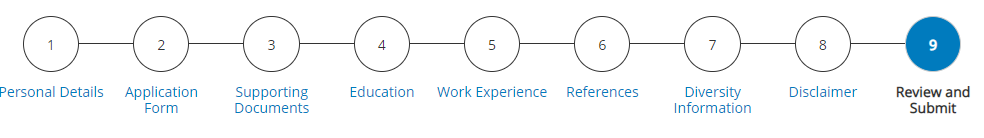 1 2 3 4 5 6 7 8 9
Personal Details Application Supporting Education Work Experience References Diversity Disclaimer Review and
Form Documents Information Submit